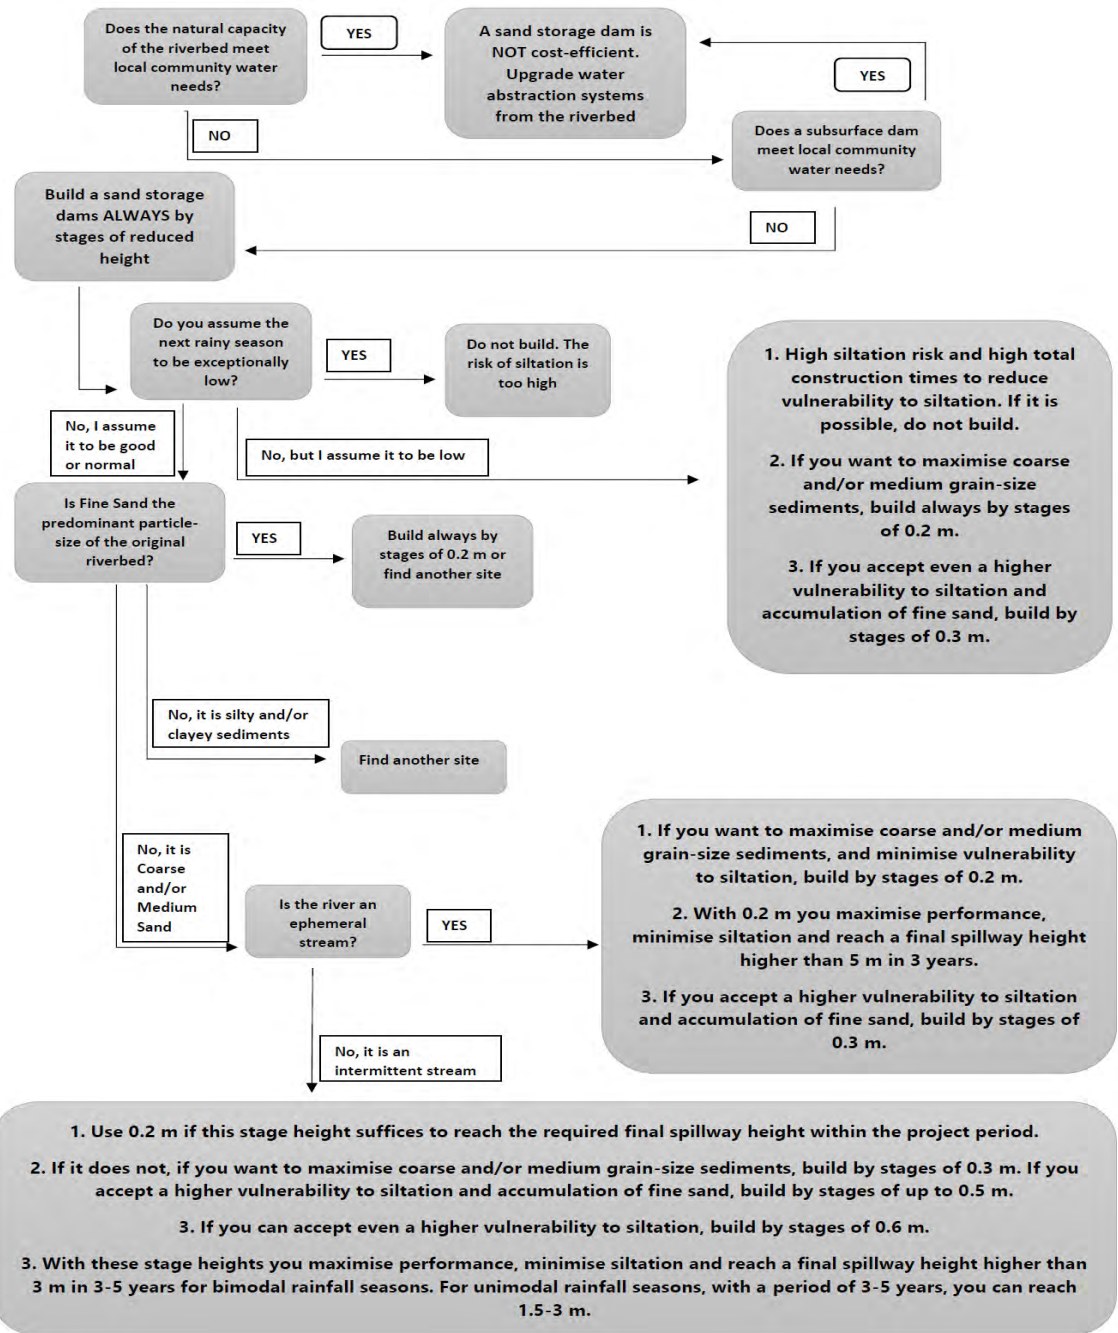 Does the natural capacity
of the riverbed meet
local community water
needs?
YES
A sand storage dam is
NOT cost-efficient.
Upgrade water
abstraction systems
from the riverbed
YES
NO
Does a subsurface dam
meet local community
water needs?
Build a sand storage
dams ALWAYS by
stages of reduced
height
NO
Do you assume the
next rainy season
to be exceptionally
low?
YES
Do not build. The
risk of siltation is
too high
1. High siltation risk and high total
construction times to reduce
vulnerability to siltation. If it is
possible, do not build.
2. If you want to maximise coarse
and/or medium grain-size
sediments, build always by stages
of 0.2 m.
3. If you accept even a higher
vulnerability to siltation and
accumulation of fine sand, build by
stages of 0.3 m.
No, I assume
it to be good
or normal
No, but I assume it to be low
Is Fine Sand the
predominant particle-
size of the original
riverbed?
YES
Build always by
stages of 0.2 m or
find another site
No, it is silty and/or
clayey sediments
Find another site
No, it is
Coarse
and/or
Medium
Sand
Is the river an
ephemeral
stream?
YES
1. If you want to maximise coarse and/or medium
grain-size sediments, and minimise vulnerability
to siltation, build by stages of 0.2 m.
2. With 0.2 m you maximise performance,
minimise siltation and reach a final spillway height
higher than 5 m in 3 years.
3. If you accept a higher vulnerability to siltation
and accumulation of fine sand, build by stages of
0.3 m.
No, it is an
intermittent stream
1. Use 0.2 m if this stage height suffices to reach the required final spillway height within the project period.
2. If it does not, if you want to maximise coarse and/or medium grain-size sediments, build by stages of 0.3 m. If you
accept a higher vulnerability to siltation and accumulation of fine sand, build by stages of up to 0.5 m.
3. If you can accept even a higher vulnerability to siltation, build by stages of 0.6 m.
3. With these stage heights you maximise performance, minimise siltation and reach a final spillway height higher than
3 m in 3-5 years for bimodal rainfall seasons. For unimodal rainfall seasons, with a period of 3-5 years, you can reach
1.5-3 m.